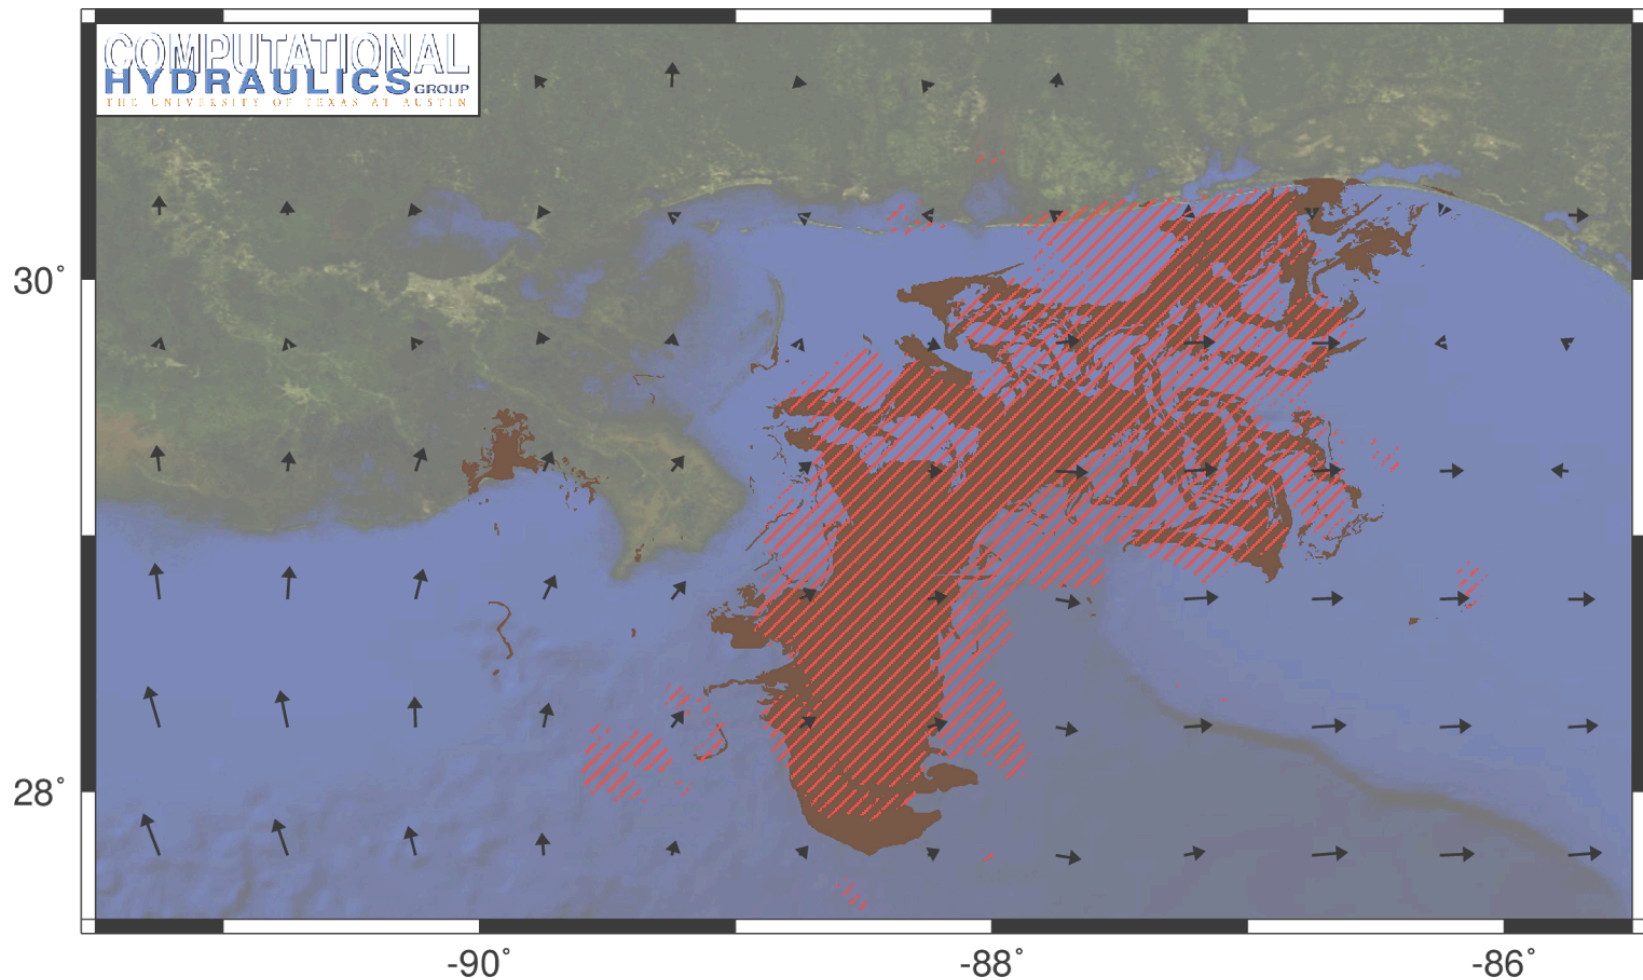 COMPUTATIONAL
HYDRAULICS GROUP
THE UNIVERSITY OF TEXAS AT AUSTIN
30°
28°
-90° -88° -86°